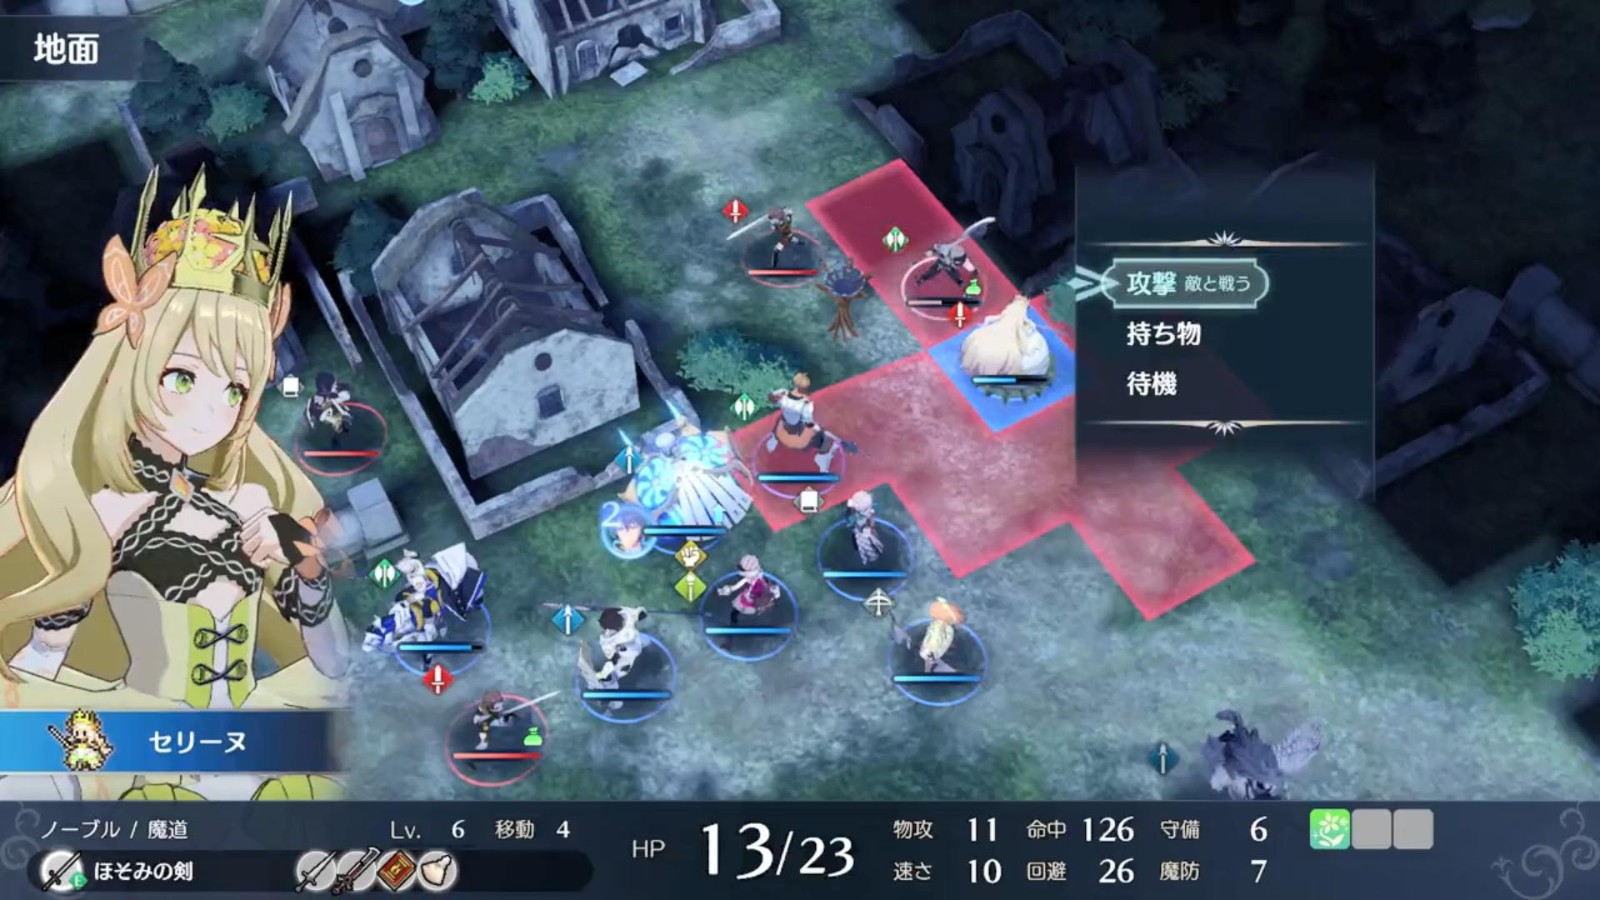 地面
攻撃 敵と戦う
持ち物
待機
2
セリーヌ
ノーブル / 魔道 Lv. 6 移動 4
E ほそみの剣
HP 13/23
物攻 11 命中 126 守備 6
速さ 10 回避 26 魔防 7